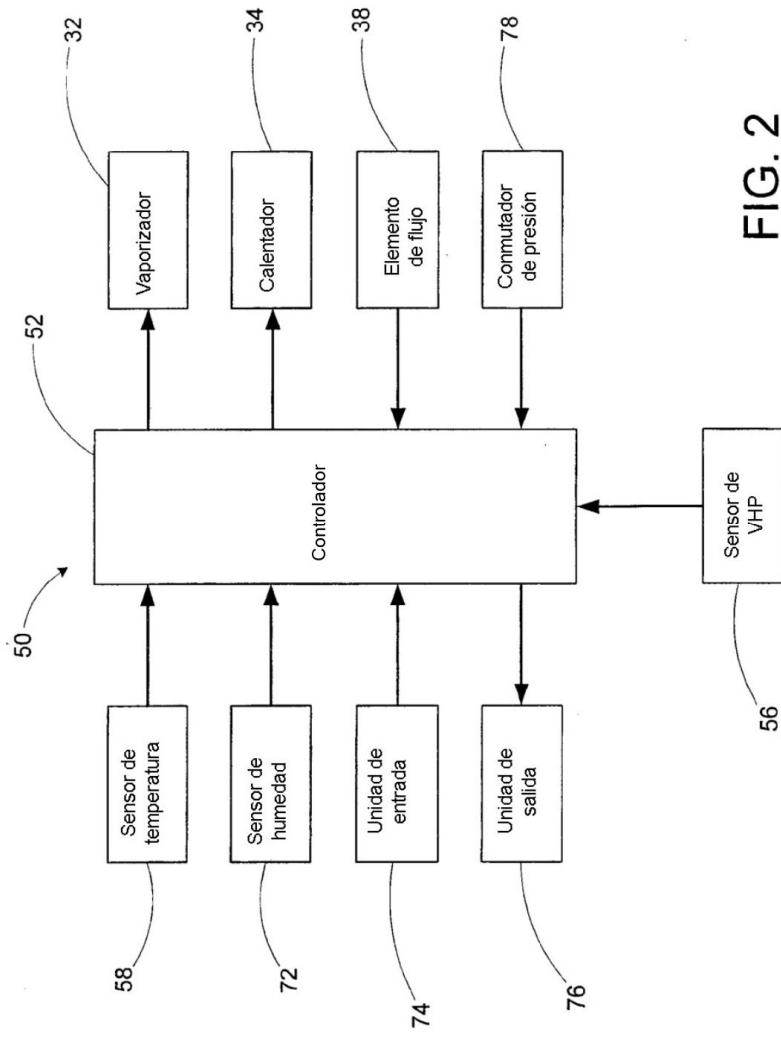 50
52
32
Sensor de
temperatura
58
Vaporizador
Sensor de
humedad
72
Calentador
34
Controlador
Unidad de
entrada
74
Elemento
de flujo
38
Unidad de
salida
76
Conmutador
de presión
78
Sensor de
VHP
56
FIG. 2